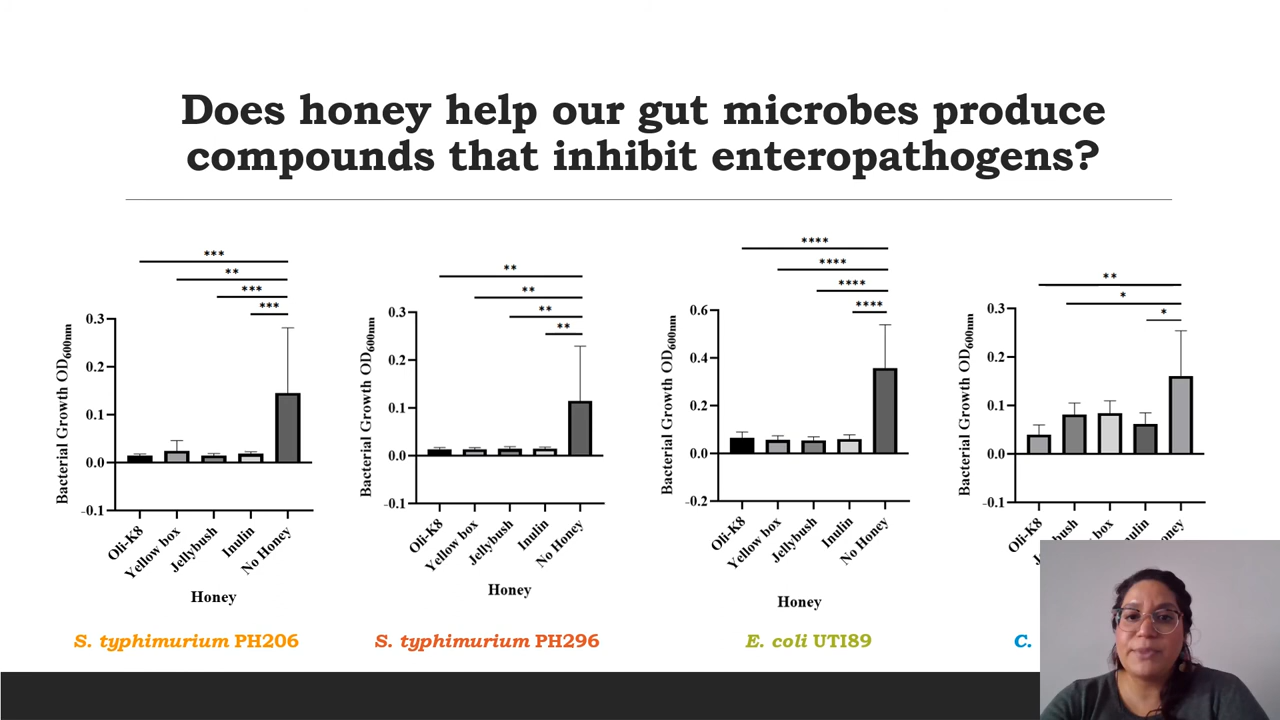 Does honey help our gut microbes produce
compounds that inhibit enteropathogens?
***
**
***
***
0.3
0.2
0.1
0.0
-0.1
Bacterial Growth OD600nm
Oli-K8
Yellow box
Jellybush
Inulin
No Honey
Honey
S. typhimurium PH206
**
**
**
**
0.3
0.2
0.1
0.0
-0.1
Bacterial Growth OD600nm
Oli-K8
Yellow box
Jellybush
Inulin
No Honey
Honey
S. typhimurium PH296
****
****
****
****
0.6
0.4
0.2
0.0
-0.2
Bacterial Growth OD600nm
Oli-K8
Yellow box
Jellybush
Inulin
No Honey
Honey
E. coli UTI89
**
*
*
0.3
0.2
0.1
0.0
-0.1
Bacterial Growth OD600nm
Oli-K8
box
C.